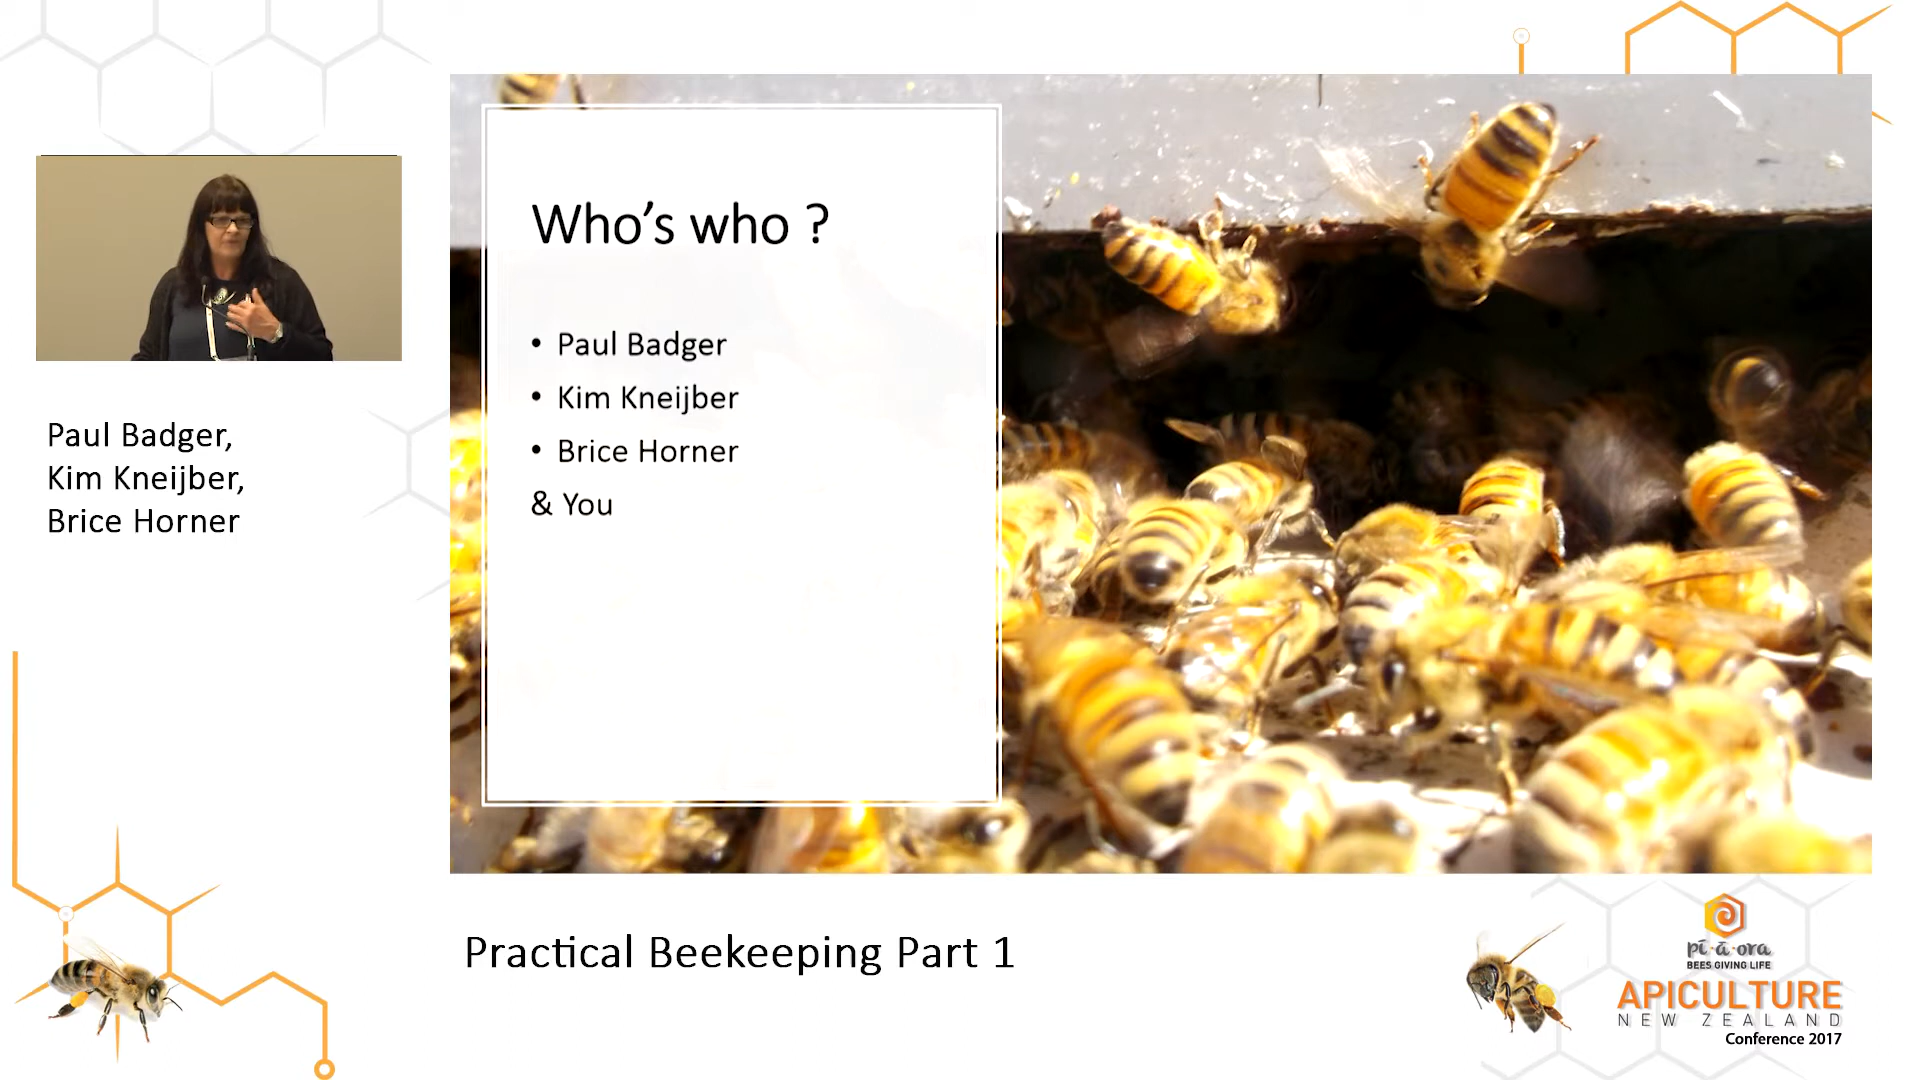 Who's who ?
• Paul Badger
• Kim Kneijber
• Brice Horner
& You
Paul Badger,
Kim Kneijber,
Brice Horner
Practical Beekeeping Part 1
pī·ā·ora
BEES GIVING LIFE
APICULTURE
NEW ZEALAND
Conference 2017